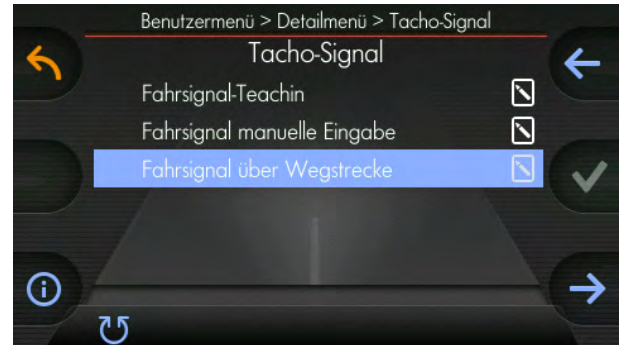 Benutzermenü > Detailmenü > Tacho-Signal
Tacho-Signal
Fahrsignal-Teachin
Fahrsignal manuelle Eingabe
Fahrsignal über Wegstrecke